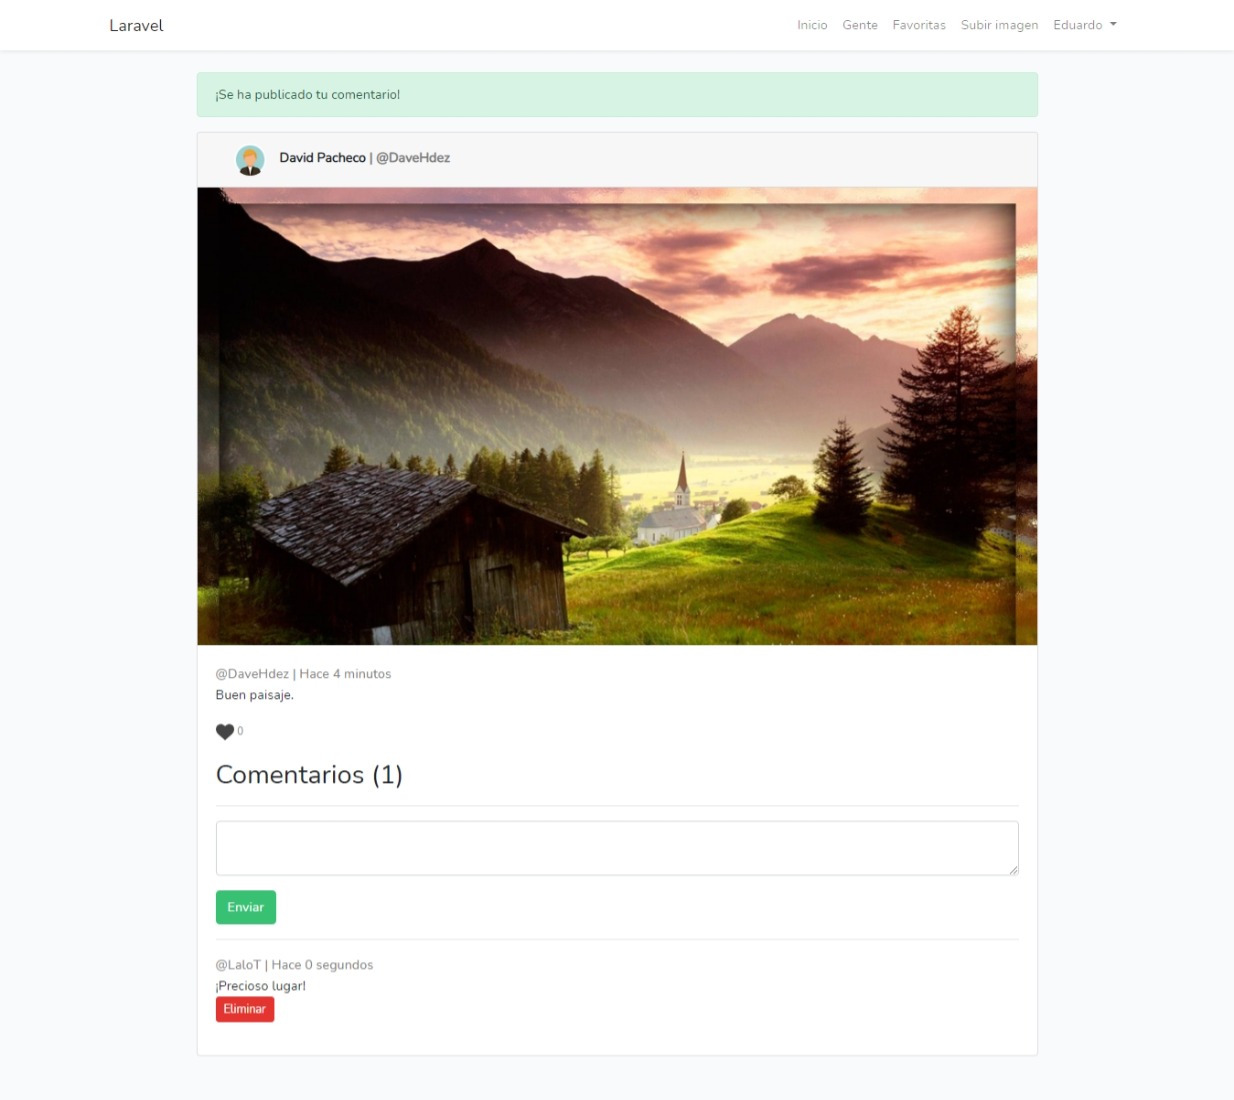 Laravel
Inicio Gente Favoritas Subir imagen Eduardo
¡Se ha publicado tu comentario!
David Pacheco | @DaveHdez
@DaveHdez | Hace 4 minutos
Buen paisaje.
0
Comentarios (1)
Enviar
@LaloT | Hace 0 segundos
¡Precioso lugar!
Eliminar